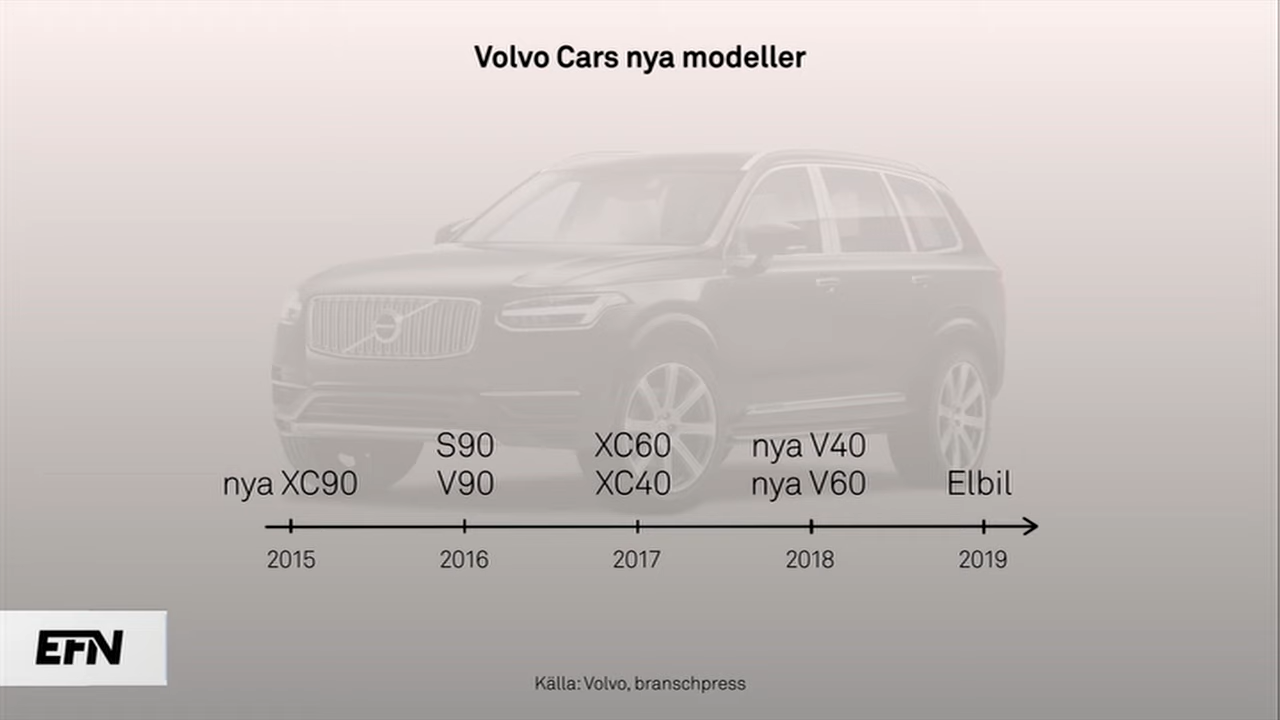 Volvo Cars nya modeller
S90 XC60 nya V40
nya XC90 V90 XC40 nya V60 Elbil
2015 2016 2017 2018 2019
EFN
Källa: Volvo, branschpress